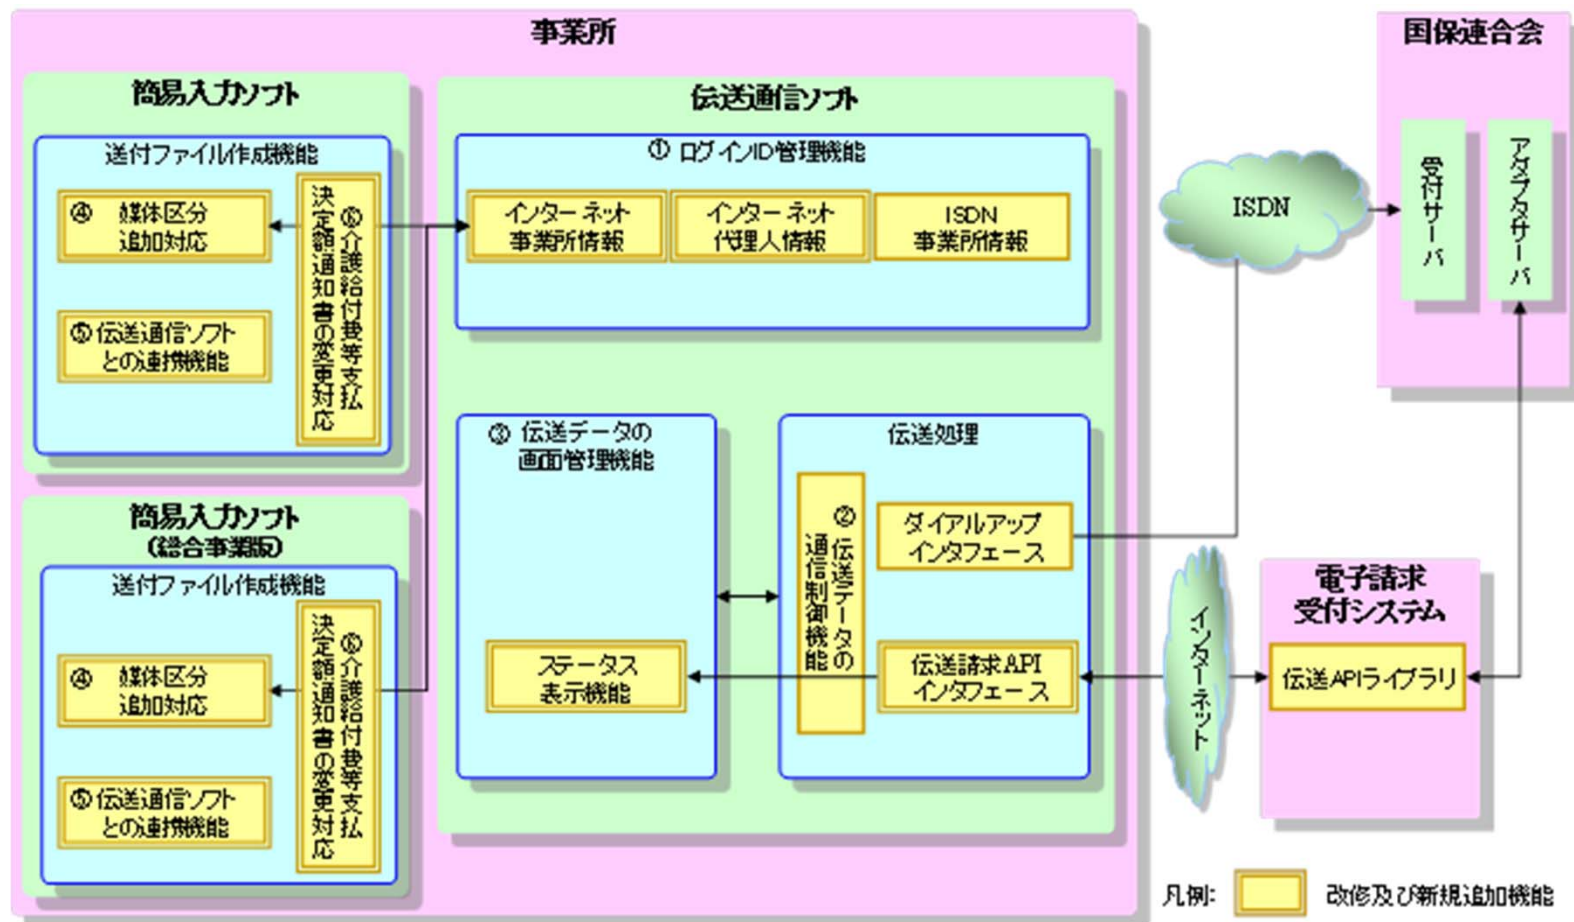 事業所
簡易入力ソフト
送付ファイル作成機能
④ 媒体区分
追加対応
⑤伝送通信ソフト
との連携機能
⑥介護給付費等支払
決定額通知書の変更対応
簡易入力ソフト
(総合事業版)
送付ファイル作成機能
④ 媒体区分
追加対応
⑤伝送通信ソフト
との連携機能
⑥介護給付費等支払
決定額通知書の変更対応
伝送通信ソフト
① ログインID管理機能
インターネット
事業所情報
インターネット
代理人情報
ISDN
事業所情報
③ 伝送データの
画面管理機能
ステータス
表示機能
伝送処理
② 伝送データの
通信制御機能
ダイアルアップ
インタフェース
伝送請求API
インタフェース
ISDN
インターネット
国保連合会
受付サーバ
アダプタサーバ
電子請求
受付システム
伝送APIライブラリ
凡例:
改修及び新規追加機能